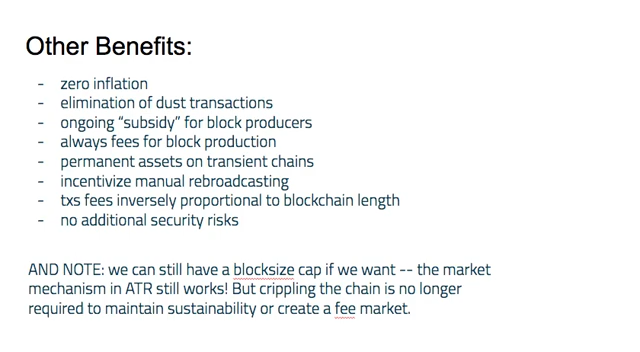 Other Benefits:
- zero inflation
- elimination of dust transactions
- ongoing “subsidy” for block producers
- always fees for block production
- permanent assets on transient chains
- incentivize manual rebroadcasting
- txs fees inversely proportional to blockchain length
- no additional security risks
AND NOTE: we can still have a blocksize cap if we want -- the market
mechanism in ATR still works! But crippling the chain is no longer
required to maintain sustainability or create a fee market.